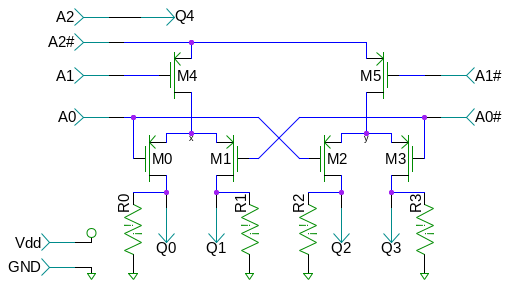 A2 Q4
A2#
A1 M4 M5 A1#
A0 A0#
x y
M0 M1 M2 M3
R0 R1 R2 R3
Vdd Q0 Q1 Q2 Q3
GND